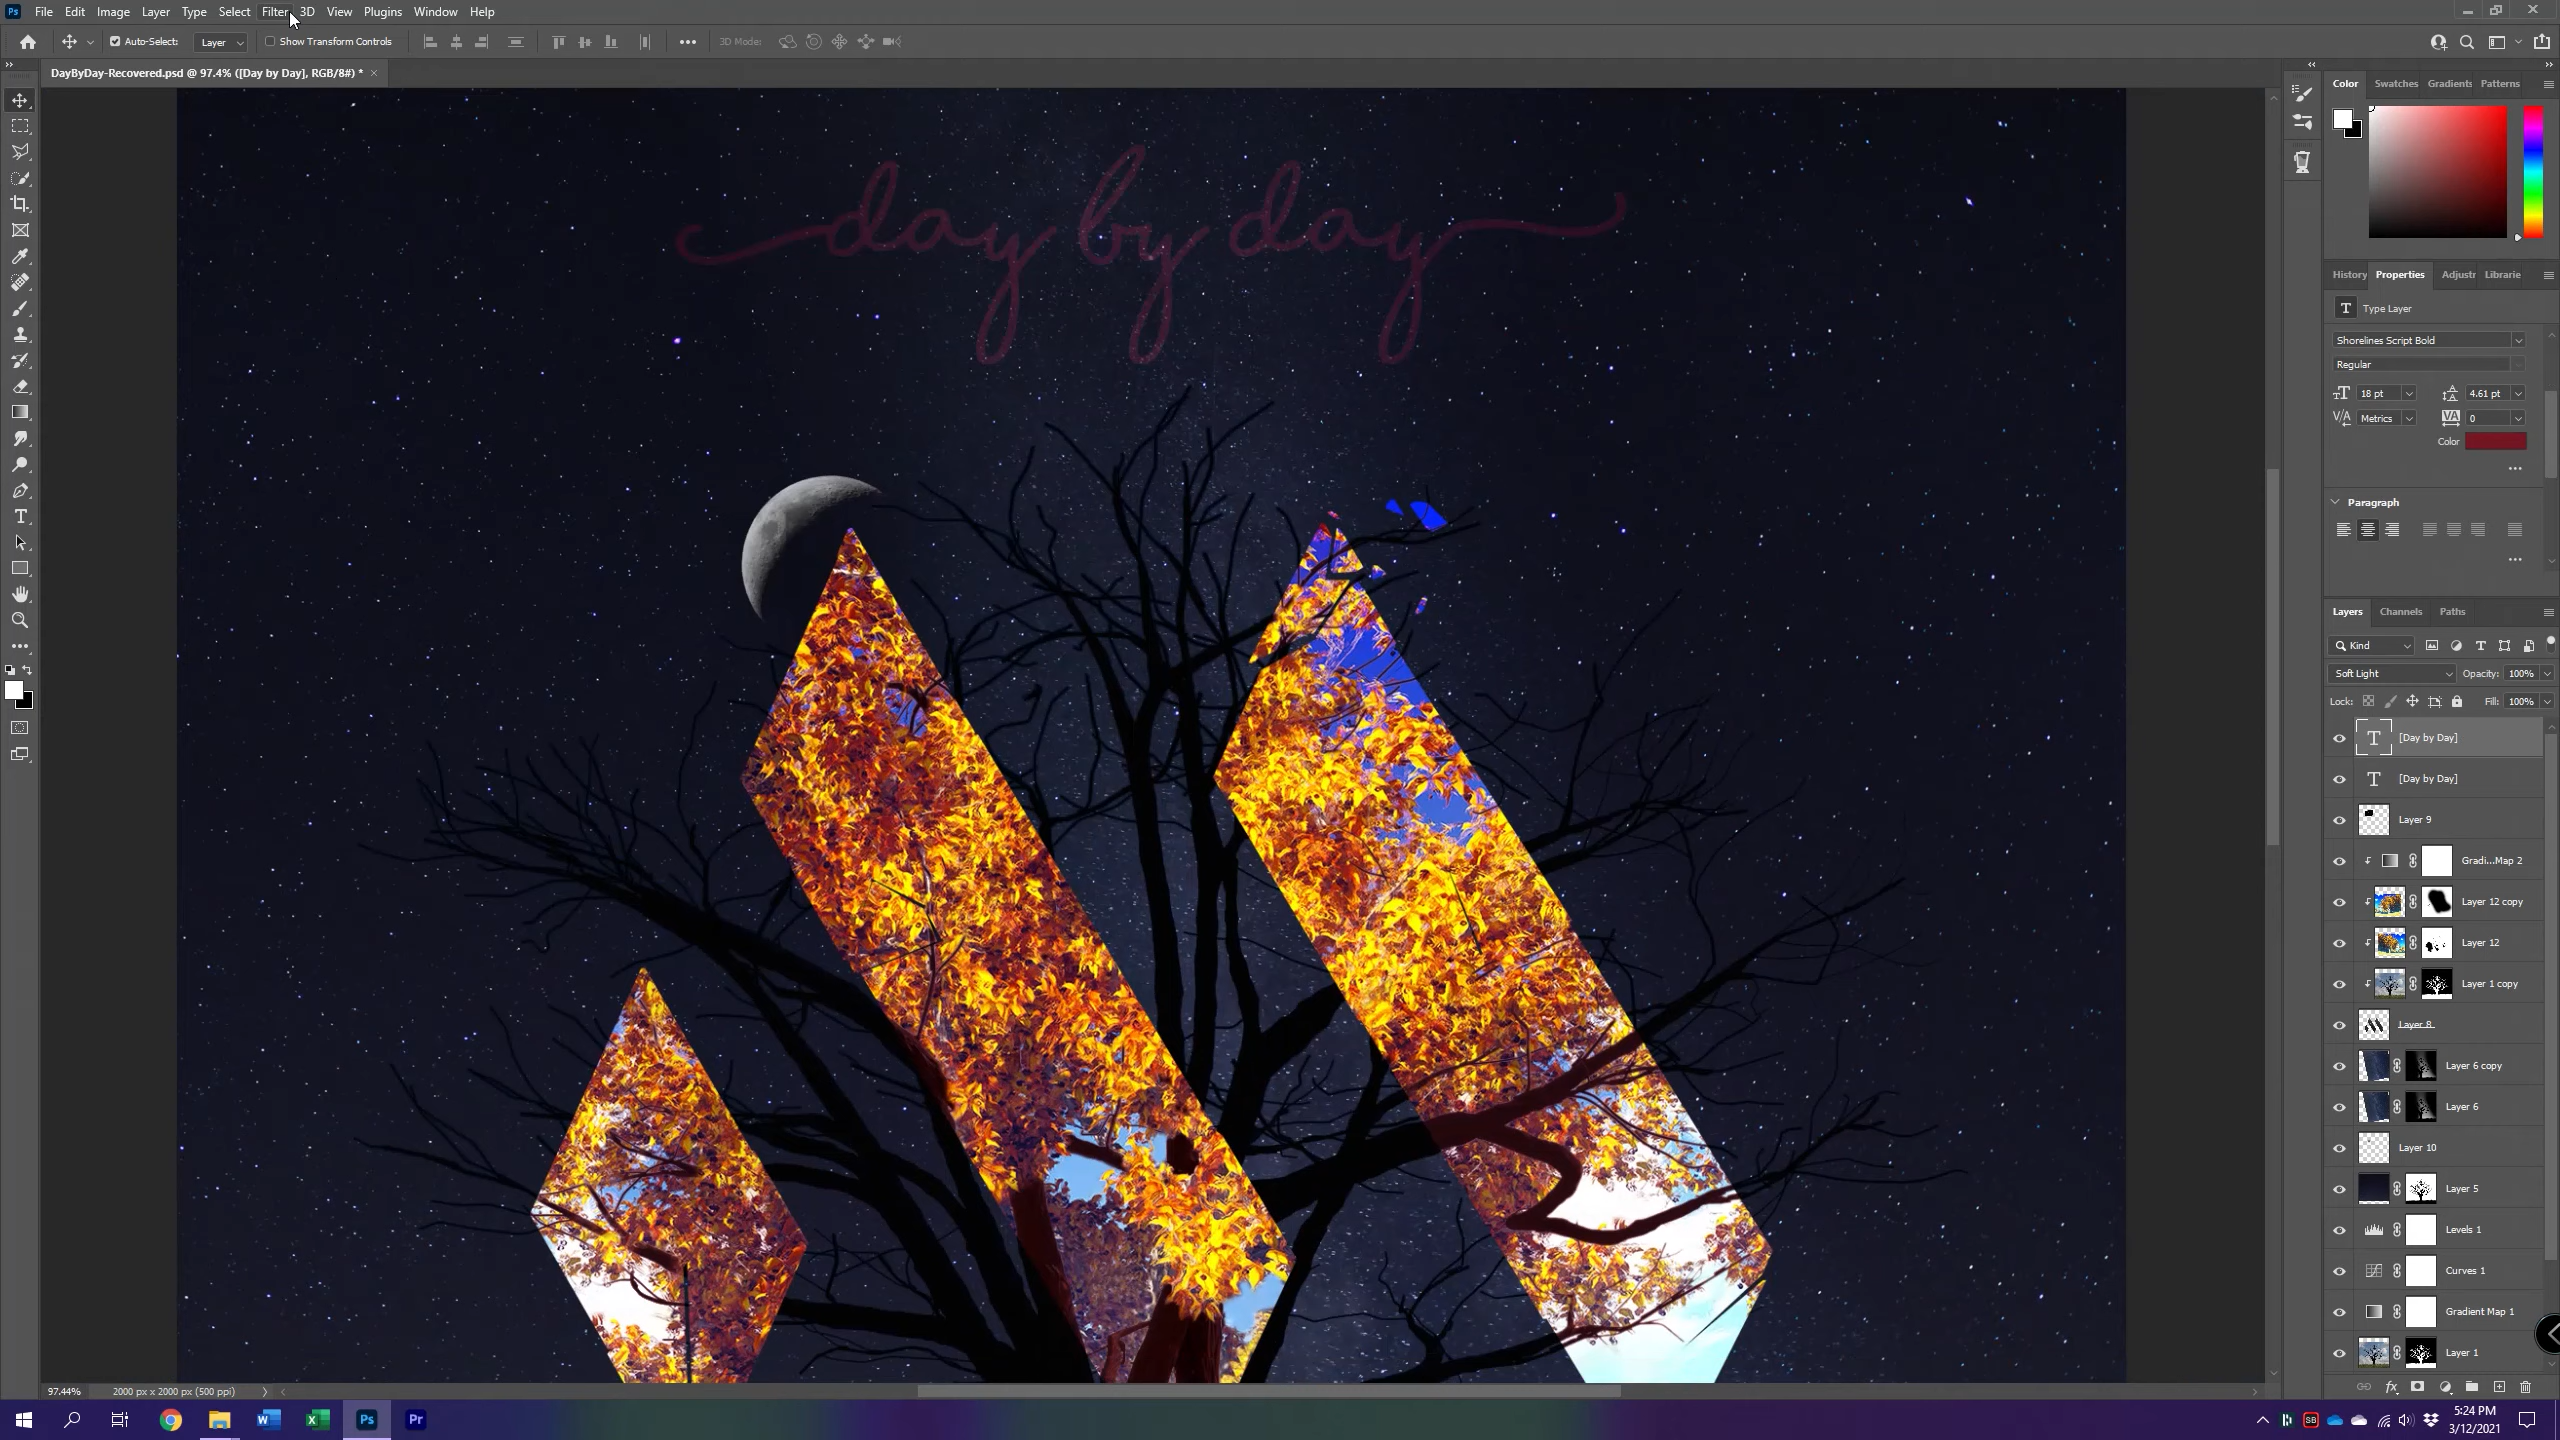 Ps File Edit Image Layer Type Select Filter 3D View Plugins Window Help
Auto-Select: Layer Show Transform Controls 3D Mode:
DayByDay-Recovered.psd @ 97.4% ([Day by Day], RGB/8#) *
day by day
Color Swatches Gradients Patterns
History Properties Adjustr Librarie
T Type Layer
Shorelines Script Bold
Regular
18 pt 4.61 pt
Metrics 0
Color
Paragraph
Layers Channels Paths
Kind
Soft Light Opacity: 100%
Lock: Fill: 100%
[Day by Day]
[Day by Day]
Layer 9
Gradi...Map 2
Layer 12 copy
Layer 12
Layer 1 copy
Layer 8
Layer 6 copy
Layer 6
Layer 10
Layer 5
Levels 1
Curves 1
Gradient Map 1
Layer 1
97.44% 2000 px x 2000 px (500 ppi)
Ps Pr
5:24 PM
3/12/2021